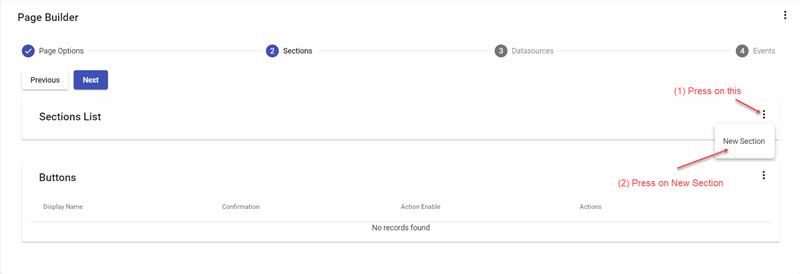 Page Builder
Page Options
2 Sections
3 Datasources
4 Events
Previous Next
(1) Press on this
Sections List
New Section
(2) Press on New Section
Buttons
Display Name Confirmation Action Enable Actions
No records found